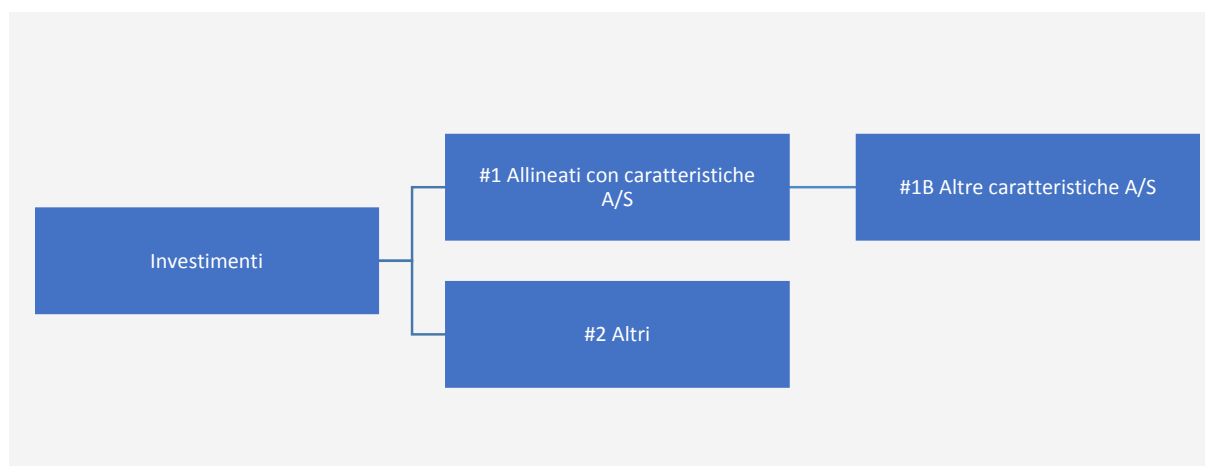 #1 Allineati con caratteristiche
A/S
#1B Altre caratteristiche A/S
Investimenti
#2 Altri